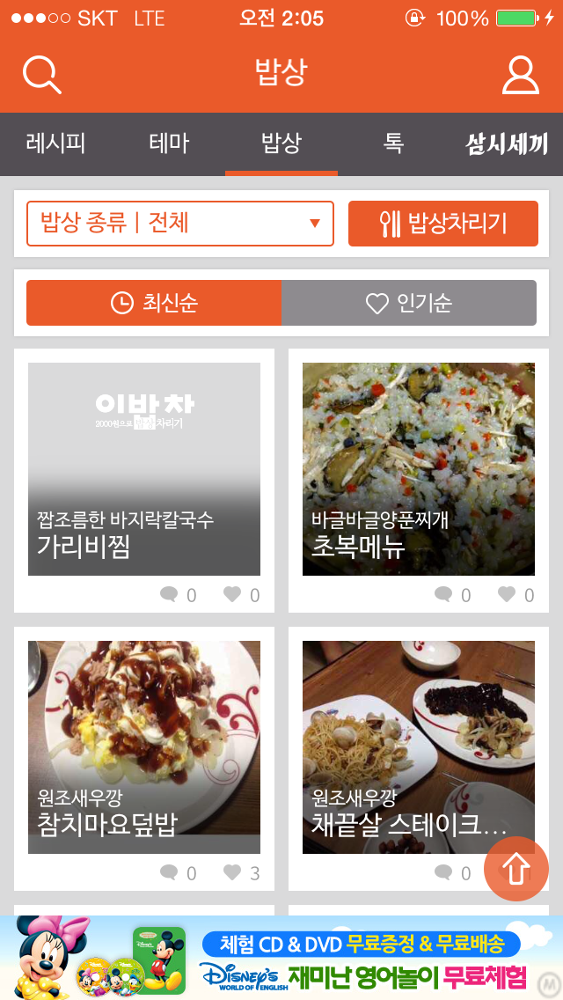 SKT LTE 오전 2:05 100%
밥상
레시피 테마 밥상 톡 삼시세끼
밥상 종류 | 전체 밥상차리기
최신순 인기순
이밥차
2000원으로 밥상차리기
짭조름한 바지락칼국수
가리비찜
0 0
바글바글양푼찌개
초복메뉴
0 0
원조새우깡
참치마요덮밥
0 3
원조새우깡
채끝살 스테이크...
0 1
체험 CD & DVD 무료증정 & 무료배송
Disney's WORLD OF ENGLISH 재미난 영어놀이 무료체험
M